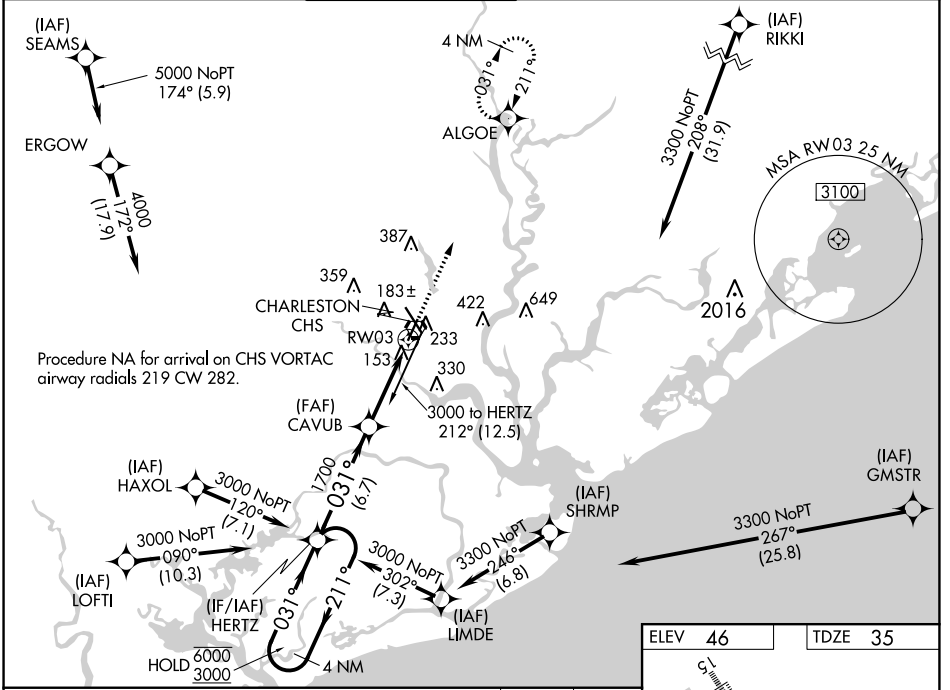 (IAF)
SEAMS
5000 NoPT
174° (5.9)
4 NM
031°
211°
ALGOE
(IAF)
RIKKI
3300 NoPT
208°
(31.9)
ERGOW
4000
172°
(17.9)
MSA RW03 25 NM
3100
387
359
183±
CHARLESTON
CHS
422
649
2016
RW03
233
153
330
Procedure NA for arrival on CHS VORTAC
airway radials 219 CW 282.
3000 to HERTZ
212° (12.5)
(FAF)
CAVUB
1700
031°
(6.7)
(IAF)
HAXOL
3000 NoPT
120°
(7.1)
(IAF)
SHRMP
(IAF)
GMSTR
3300 NoPT
267°
(25.8)
3000 NoPT
090°
(10.3)
(IAF)
LOFTI
3000 NoPT
302°
(7.3)
3300 NoPT
246°
(6.8)
(IF/IAF)
HERTZ
031°
211°
(IAF)
LIMDE
HOLD 6000
3000
4 NM
ELEV 46
TDZE 35
15